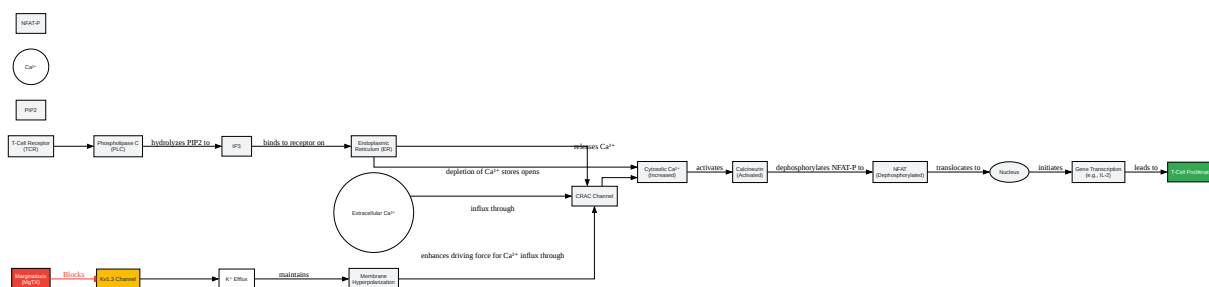 NFAT-P
Ca²⁺
PIP2
T-Cell Receptor
(TCR)
Phospholipase C
(PLC)
hydrolyzes PIP2 to
IP3
binds to receptor on
Endoplasmic
Reticulum (ER)
releases Ca²⁺
depletion of Ca²⁺ stores opens
Extracellular Ca²⁺
influx through
CRAC Channel
Cytosolic Ca²⁺
(Increased)
activates
Calcineurin
(Activated)
dephosphorylates NFAT-P to
NFAT
(Dephosphorylated)
translocates to
Nucleus
initiates
Gene Transcription
(e.g., IL-2)
leads to
T-Cell Proliferat
enhances driving force for Ca²⁺ influx through
Margatoxin
(MgTX)
Blocks
Kv1.3 Channel
K⁺ Efflux
maintains
Membrane
Hyperpolarization